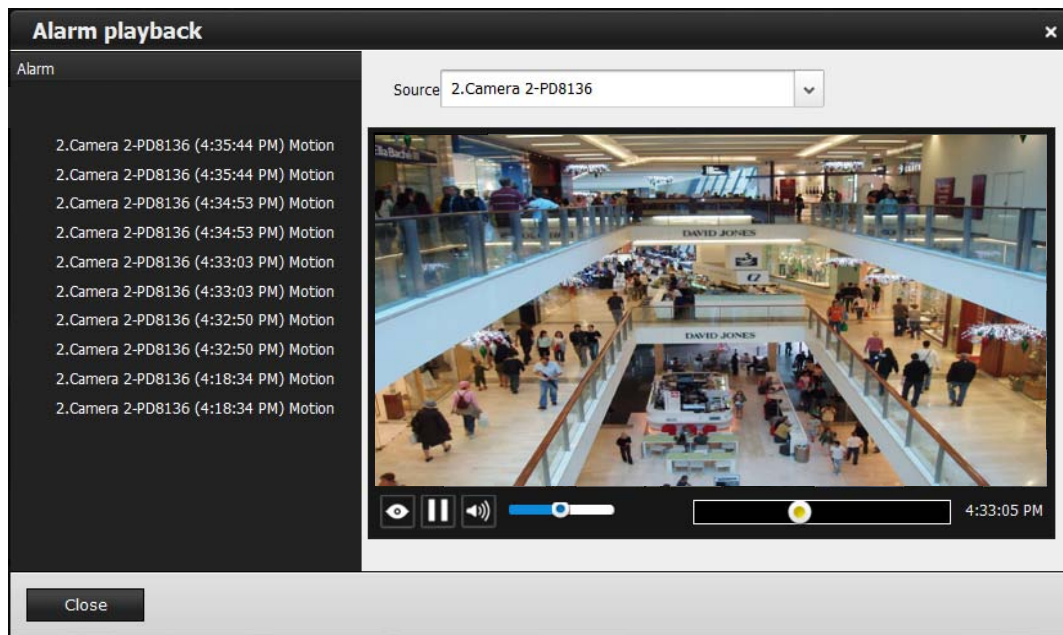 Alarm playback
Alarm
Source 2.Camera 2-PD8136
2.Camera 2-PD8136 (4:35:44 PM) Motion
2.Camera 2-PD8136 (4:35:44 PM) Motion
2.Camera 2-PD8136 (4:34:53 PM) Motion
2.Camera 2-PD8136 (4:34:53 PM) Motion
2.Camera 2-PD8136 (4:33:03 PM) Motion
2.Camera 2-PD8136 (4:33:03 PM) Motion
2.Camera 2-PD8136 (4:32:50 PM) Motion
2.Camera 2-PD8136 (4:32:50 PM) Motion
2.Camera 2-PD8136 (4:18:34 PM) Motion
2.Camera 2-PD8136 (4:18:34 PM) Motion
Ella Baché
DAVID JONES
DAVID JONES
4:33:05 PM
Close